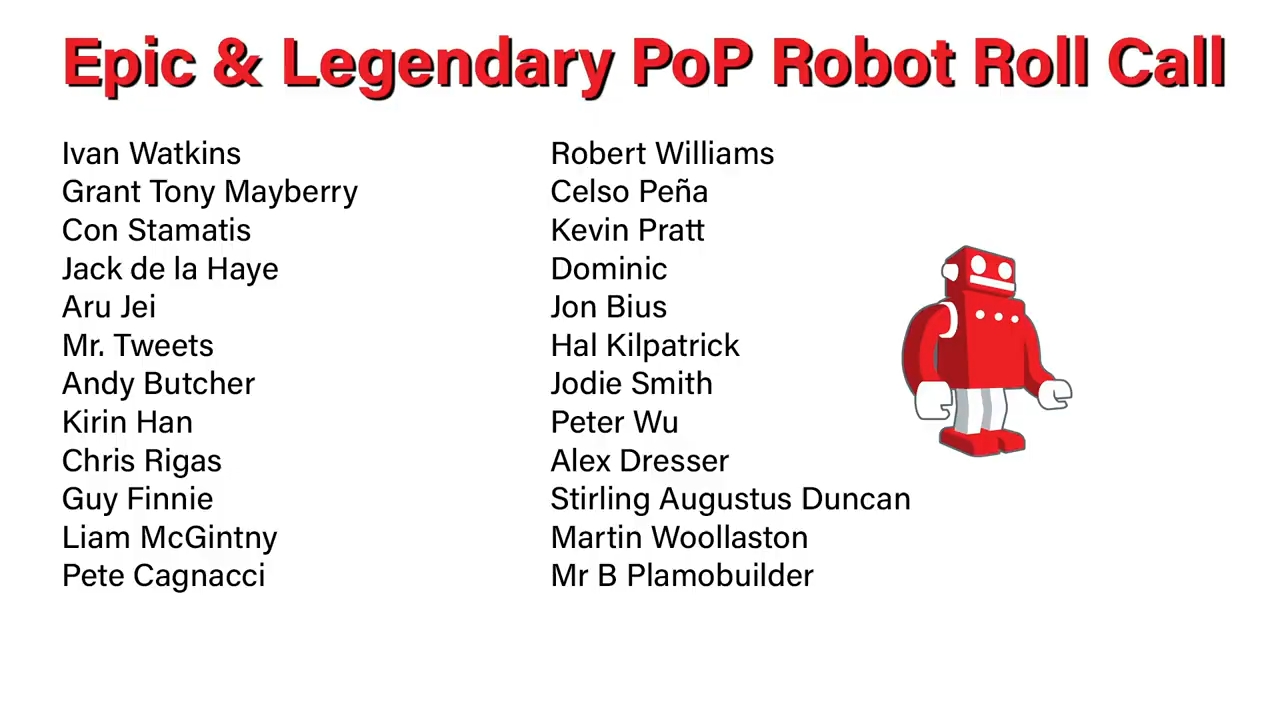 Epic & Legendary PoP Robot Roll Call
Ivan Watkins
Grant Tony Mayberry
Con Stamatis
Jack de la Haye
Aru Jei
Mr. Tweets
Andy Butcher
Kirin Han
Chris Rigas
Guy Finnie
Liam McGintny
Pete Cagnacci
Robert Williams
Celso Peña
Kevin Pratt
Dominic
Jon Bius
Hal Kilpatrick
Jodie Smith
Peter Wu
Alex Dresser
Stirling Augustus Duncan
Martin Woollaston
Mr B Plamobuilder